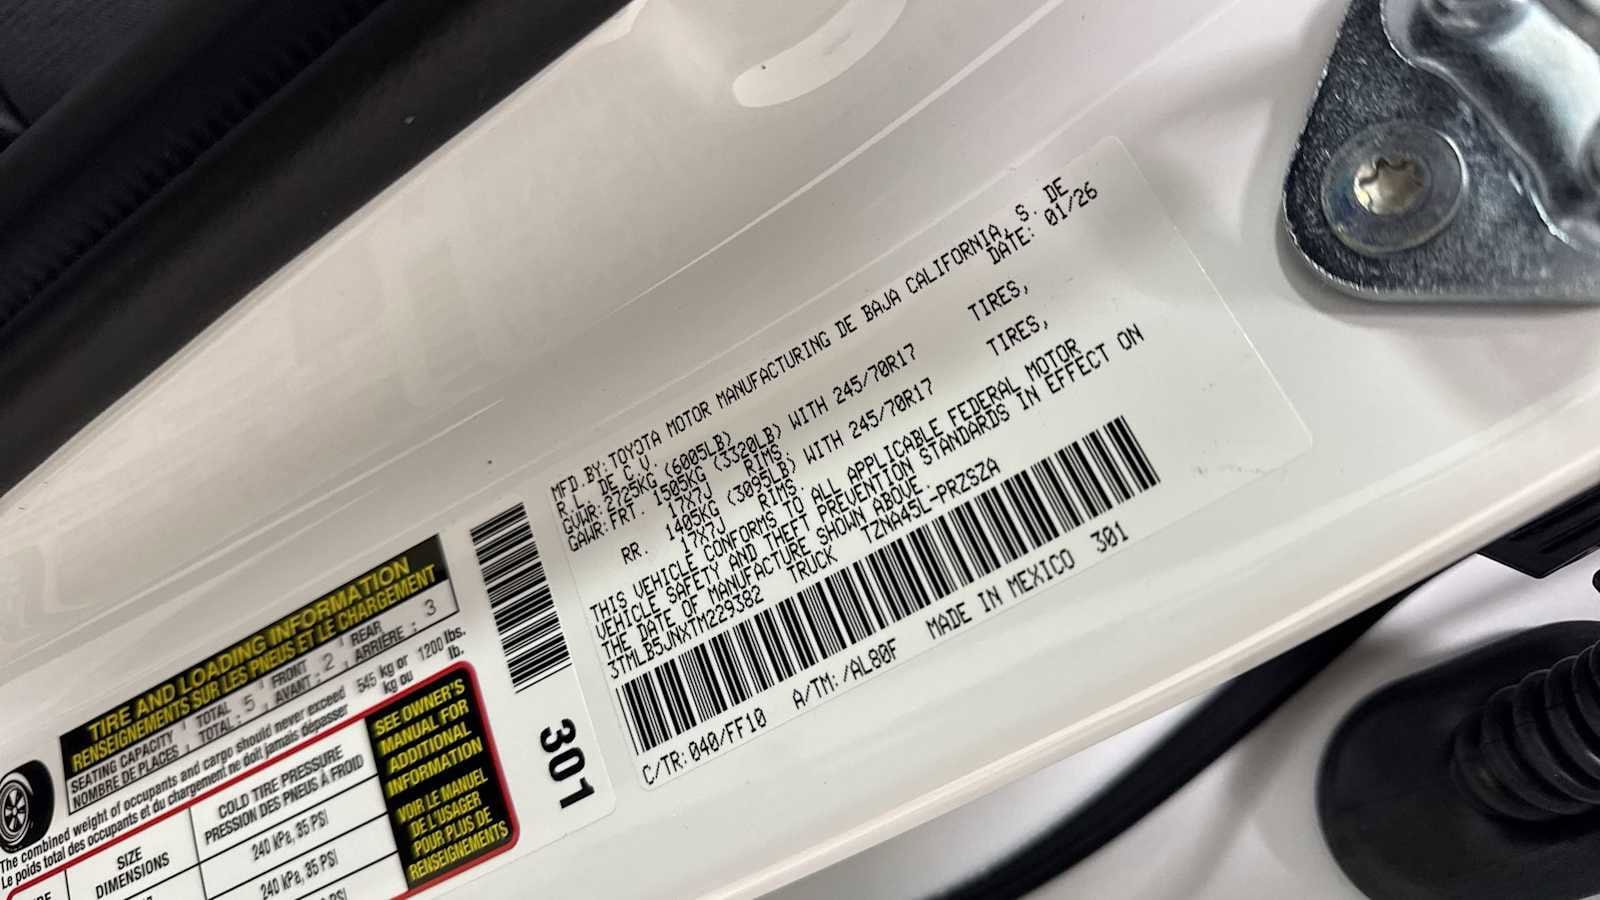 MFD.BY:TOYOTA MOTOR MANUFACTURING DE BAJA CALIFORNIA, S. DE
R.L. DE C.V. DATE: 01/26
GVWR:2725KG (6005LB)
GAWR:FRT. 1505KG (3320LB) WITH 245/70R17 TIRES,
17X7J RIMS.
RR. 1405KG (3095LB) WITH 245/70R17 TIRES,
17X7J RIMS.
THIS VEHICLE CONFORMS TO ALL APPLICABLE FEDERAL MOTOR
VEHICLE SAFETY AND THEFT PREVENTION STANDARDS IN EFFECT ON
THE DATE OF MANUFACTURE SHOWN ABOVE.
3TMLB5JNXTM229382 TRUCK TZNA45L-PRZSZA
C/TR:040/FF10 A/TM:/AL80F MADE IN MEXICO 301
301
TIRE AND LOADING INFORMATION
RENSEIGNEMENTS SUR LES PNEUS ET LE CHARGEMENT
SEATING CAPACITY TOTAL FRONT REAR
NOMBRE DE PLACES TOTAL : 5 AVANT : 2 ARRIÈRE : 3
The combined weight of occupants and cargo should never exceed 545 kg or 1200 lbs.
Le poids total des occupants et du chargement ne doit jamais dépasser kg ou lb.
SIZE
DIMENSIONS
COLD TIRE PRESSURE
PRESSION DES PNEUS À FROID
240 kPa, 35 PSI
240 kPa, 35 PSI
PSI
SEE OWNER'S
MANUAL FOR
ADDITIONAL
INFORMATION
VOIR LE MANUEL
DE L'USAGER
POUR PLUS DE
RENSEIGNEMENTS